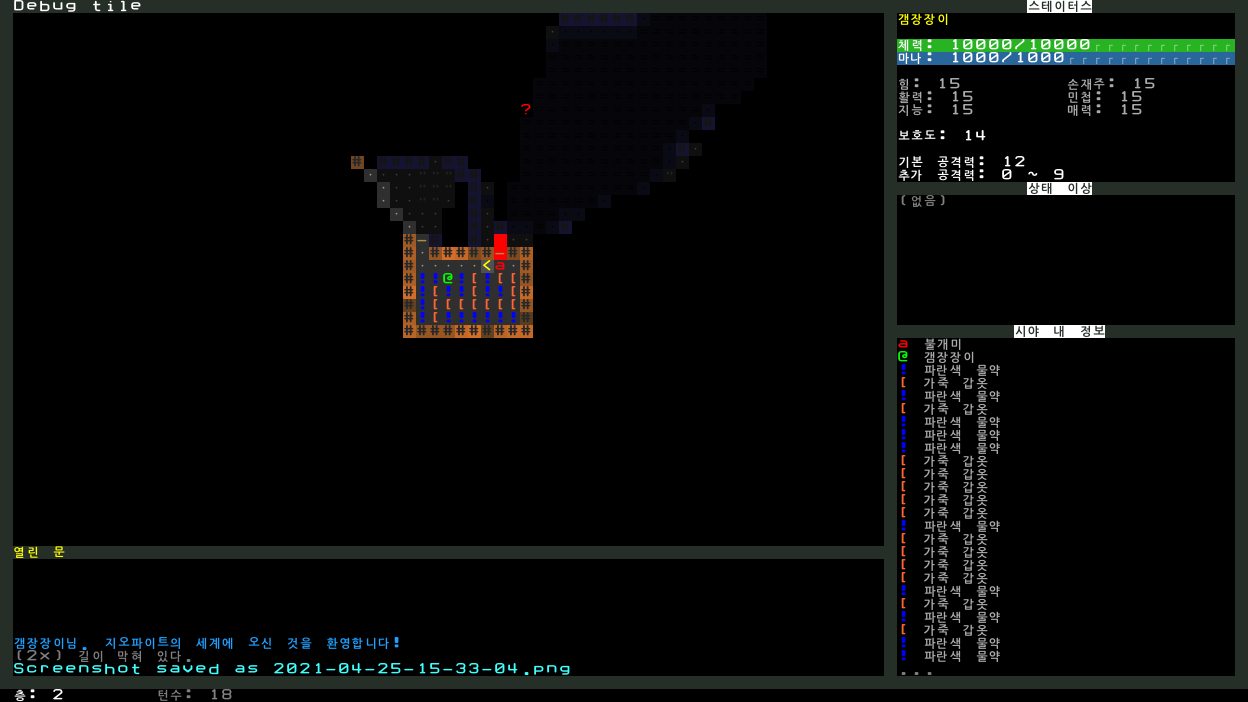 Debug tile
스테이터스
갬장장이
체력: 10000/10000
마나: 1000/1000
힘: 15 손재주: 15
활력: 15 민첩: 15
지능: 15 매력: 15
보호도: 14
기본 공격력: 12
추가 공격력: 0 ~ 9
상태 이상
(없음)
시야 내 정보
a 불개미
@ 갬장장이
! 파란색 물약
[ 가죽 갑옷
! 파란색 물약
[ 가죽 갑옷
! 파란색 물약
! 파란색 물약
! 파란색 물약
[ 가죽 갑옷
[ 가죽 갑옷
[ 가죽 갑옷
[ 가죽 갑옷
[ 가죽 갑옷
! 파란색 물약
[ 가죽 갑옷
[ 가죽 갑옷
[ 가죽 갑옷
[ 가죽 갑옷
! 파란색 물약
[ 가죽 갑옷
! 파란색 물약
[ 가죽 갑옷
! 파란색 물약
! 파란색 물약
...
열린 문
갬장장이님, 지오파이트의 세계에 오신 것을 환영합니다!
(2x) 길이 막혀 있다.
Screenshot saved as 2021-04-25-15-33-04.png
층: 2 턴수: 18